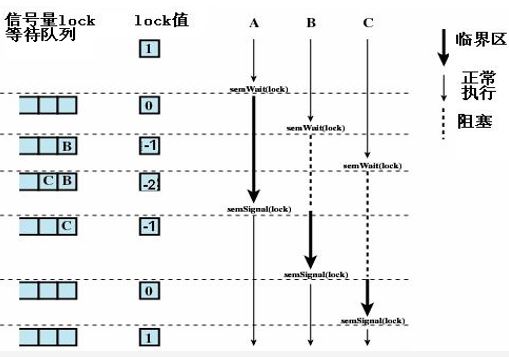 信号量lock lock值 A B C
等待队列
1
临界区
正常
执行
阻塞
semWait(lock)
0
semWait(lock)
B -1
semWait(lock)
C B -2
semSignal(lock)
C -1
semSignal(lock)
0
semSignal(lock)
1